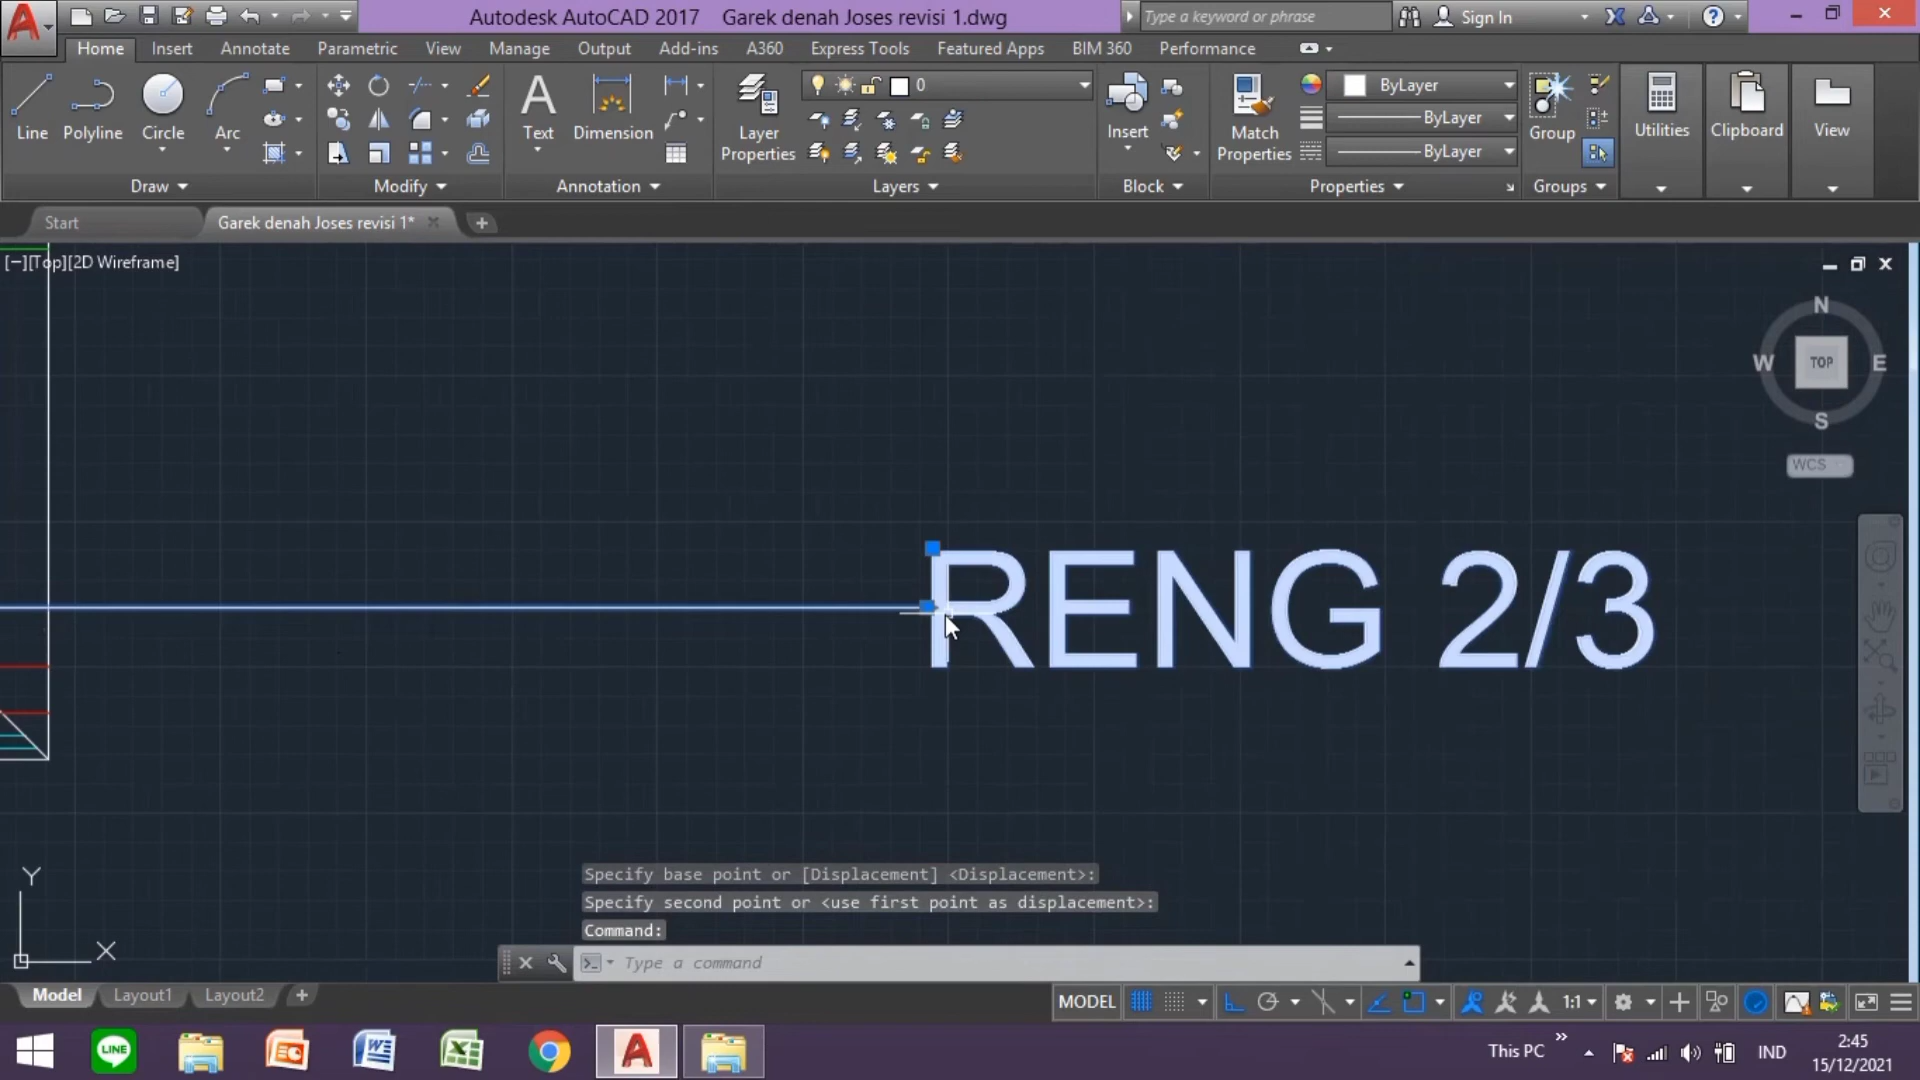 Autodesk AutoCAD 2017 Garek denah Joses revisi 1.dwg
Type a keyword or phrase
Sign In
Home Insert Annotate Parametric View Manage Output Add-ins A360 Express Tools Featured Apps BIM 360 Performance
Line Polyline Circle Arc
Text Dimension
Layer Properties
0
Insert
Match Properties
ByLayer
ByLayer
ByLayer
Group
Utilities
Clipboard
View
Draw Modify Annotation Layers Block Properties Groups
Start Garek denah Joses revisi 1*
[−][Top][2D Wireframe]
N
W TOP E
S
WCS
RENG 2/3
Specify base point or [Displacement] <Displacement>:
Specify second point or <use first point as displacement>:
Command:
Type a command
Y
X
Model Layout1 Layout2
MODEL 1:1
LINE
This PC
IND
2:45
15/12/2021